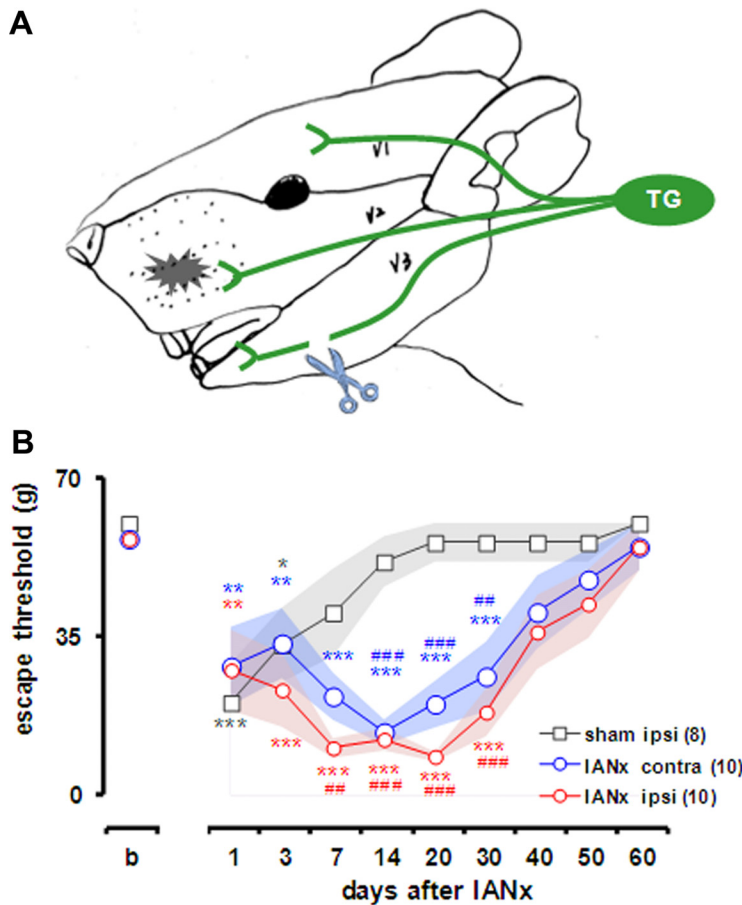 A
V1
V2
V3
TG
B
escape threshold (g)
70
35
0
**
**
***
*
**
***
***
***
##
###
***
***
###
###
***
***
###
##
***
***
###
sham ipsi (8)
IANx contra (10)
IANx ipsi (10)
b 1 3 7 14 20 30 40 50 60
days after IANx